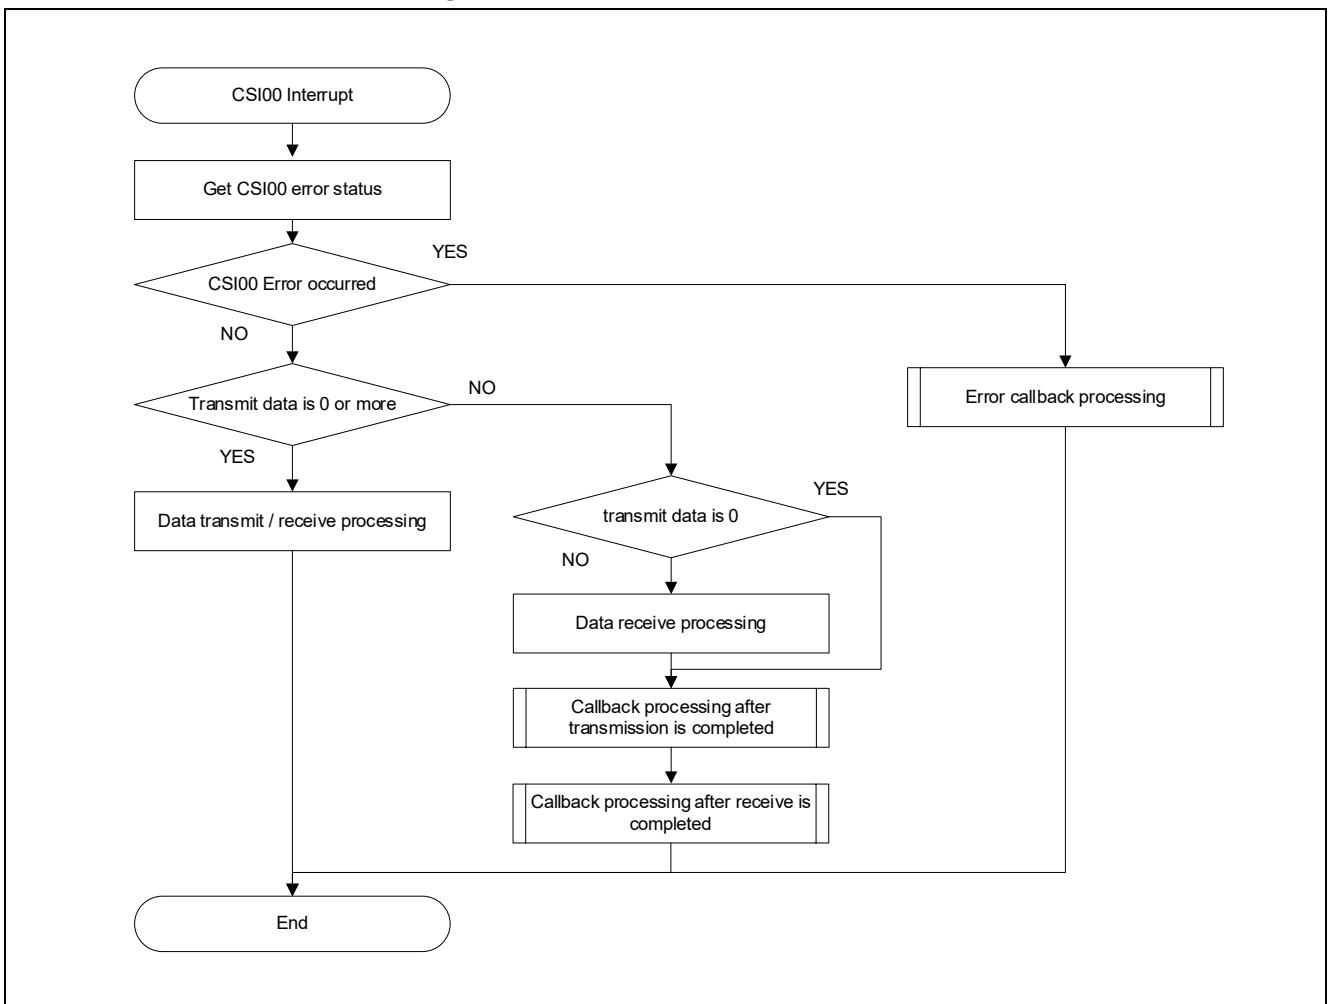 CSI00 Interrupt
Get CSI00 error status
YES
CSI00 Error occurred
NO
NO
Transmit data is 0 or more
Error callback processing
YES
YES
Data transmit / receive processing
transmit data is 0
NO
Data receive processing
Callback processing after
transmission is completed
Callback processing after receive is
completed
End